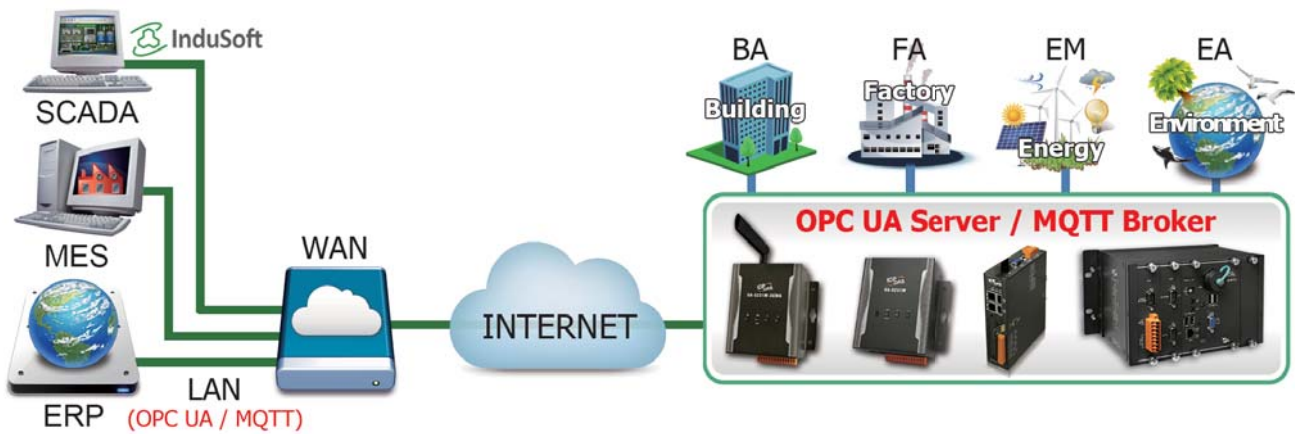 InduSoft
SCADA
MES
ERP
LAN
(OPC UA / MQTT)
WAN
INTERNET
BA
FA
EM
EA
Building
Factory
Energy
Environment
OPC UA Server / MQTT Broker